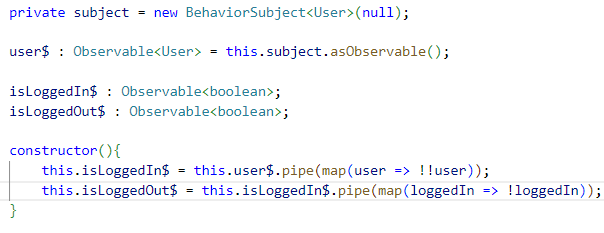 private subject = new BehaviorSubject<User>(null);
user$ : Observable<User> = this.subject.asObservable();
isLoggedIn$ : Observable<boolean>;
isLoggedOut$ : Observable<boolean>;
constructor(){
this.isLoggedIn$ = this.user$.pipe(map(user => !!user));
this.isLoggedOut$ = this.isLoggedIn$.pipe(map(loggedIn => !loggedIn));
}